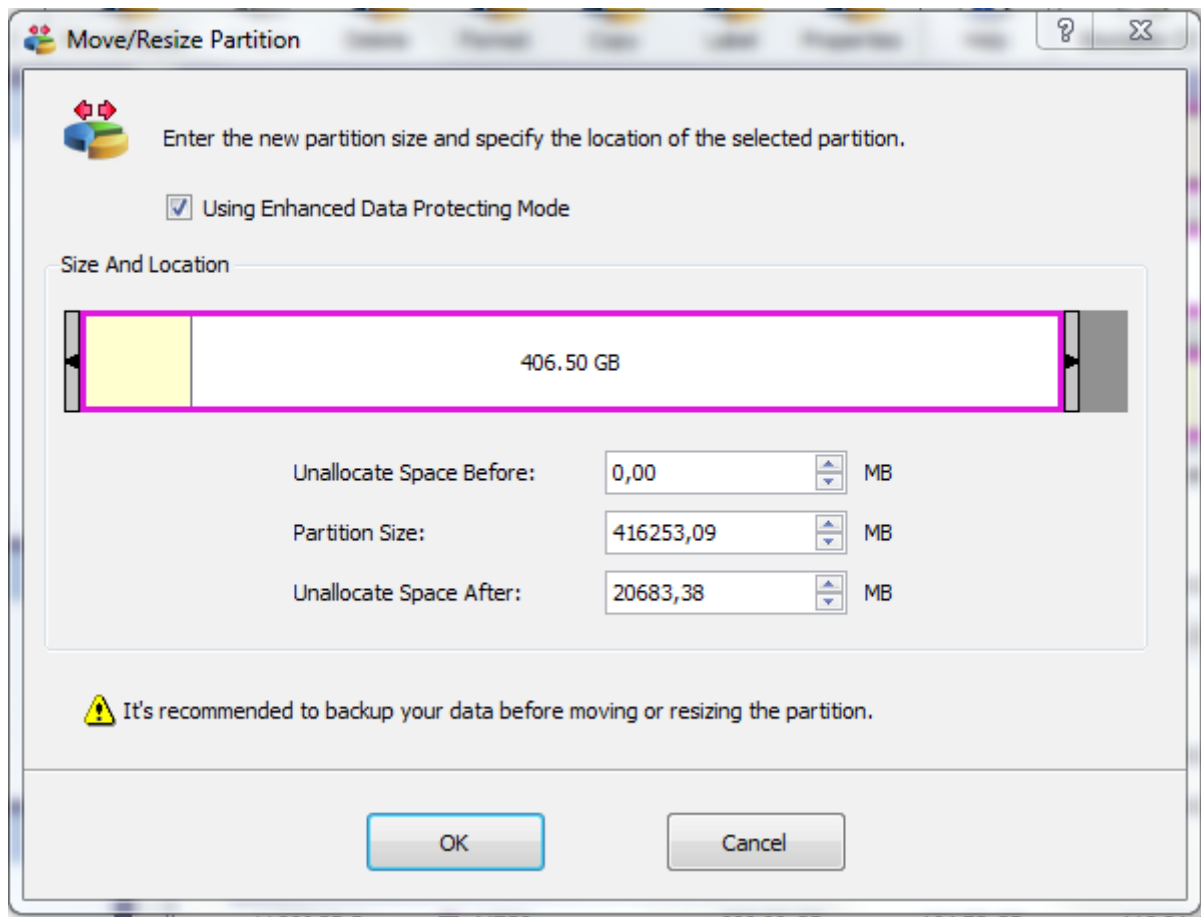 Move/Resize Partition
Enter the new partition size and specify the location of the selected partition.
Using Enhanced Data Protecting Mode
Size And Location
406.50 GB
Unallocate Space Before: 0,00 MB
Partition Size: 416253,09 MB
Unallocate Space After: 20683,38 MB
It's recommended to backup your data before moving or resizing the partition.
OK Cancel